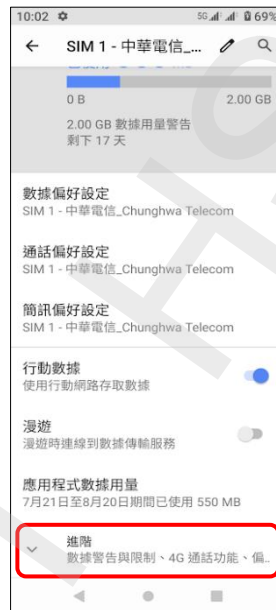 10:02 5G 69%
SIM 1 - 中華電信_...
0 B 2.00 GB
2.00 GB 數據用量警告
剩下 17 天
數據偏好設定
SIM 1 - 中華電信_Chunghwa Telecom
通話偏好設定
SIM 1 - 中華電信_Chunghwa Telecom
簡訊偏好設定
SIM 1 - 中華電信_Chunghwa Telecom
行動數據
使用行動網路存取數據
漫遊
漫遊時連線到數據傳輸服務
應用程式數據用量
7月21日至8月20日期間已使用 550 MB
進階
數據警告與限制、4G 通話功能、偏...